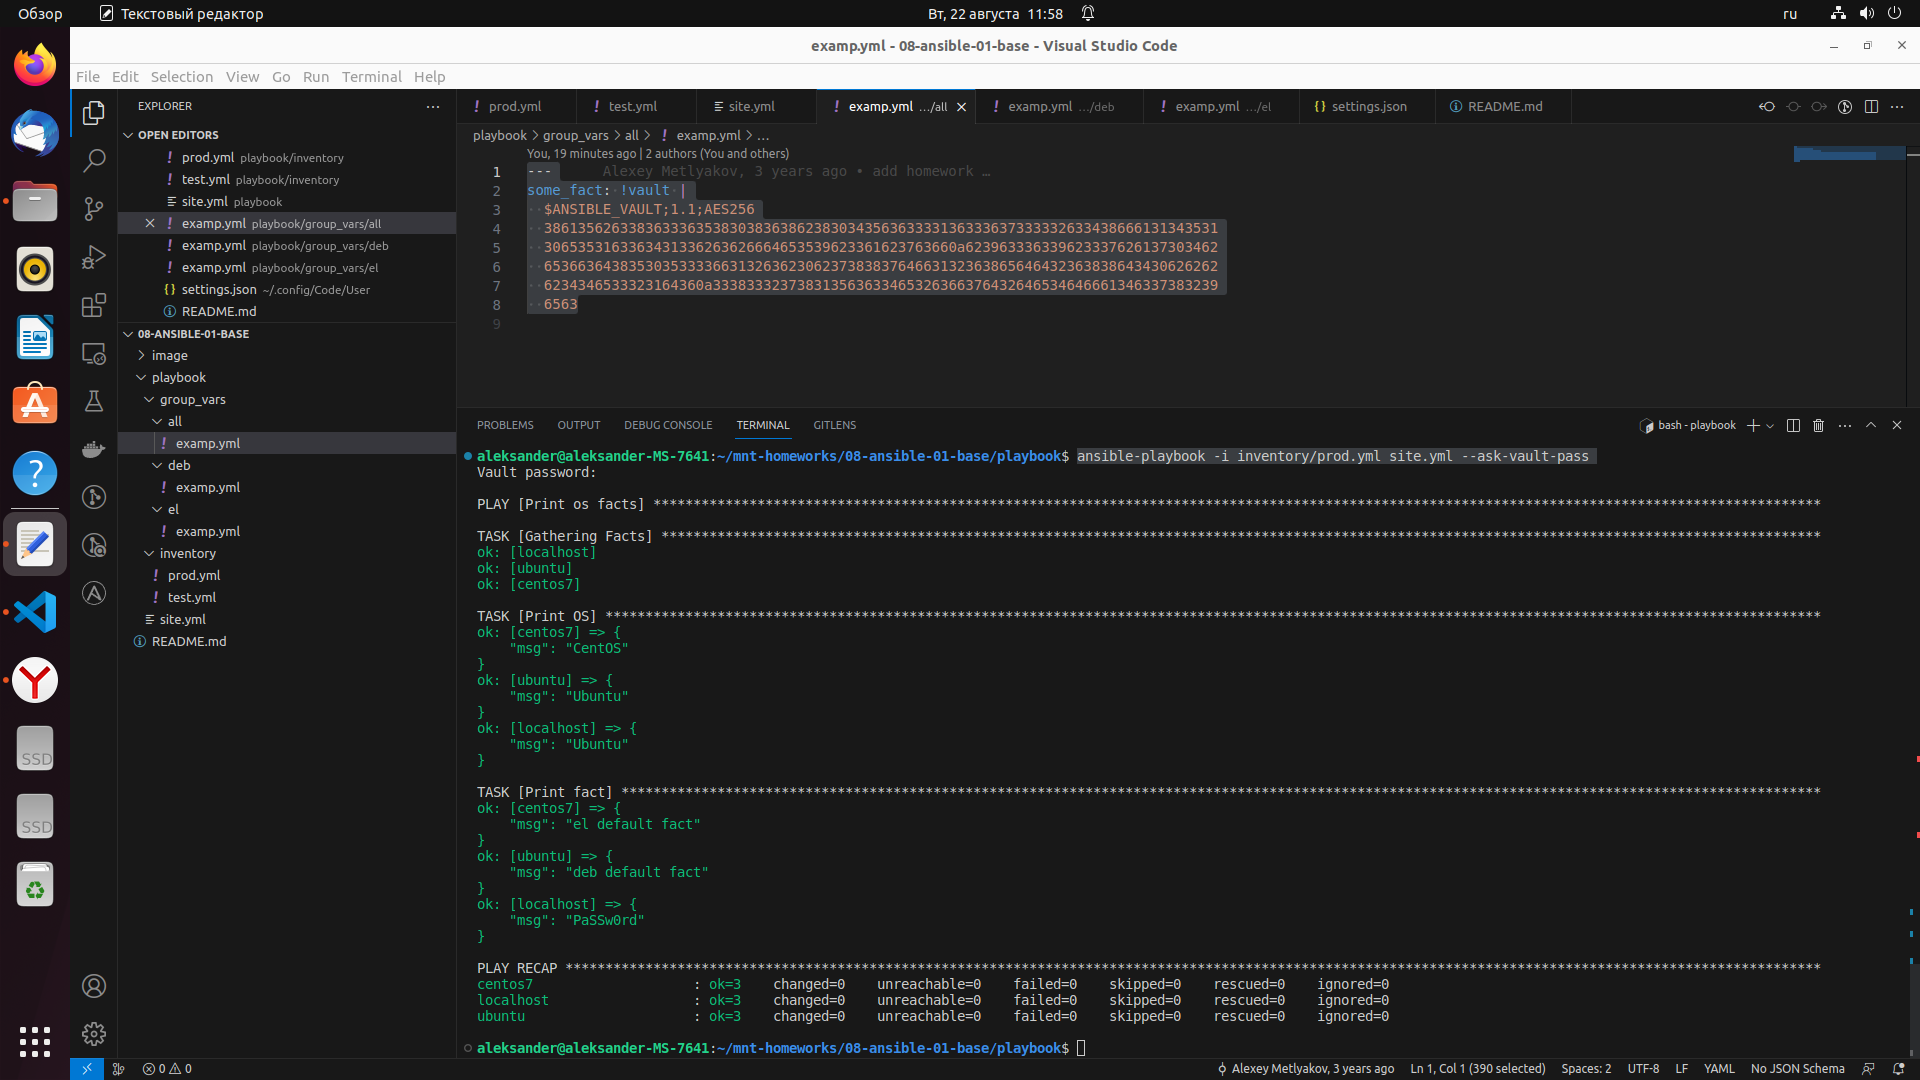 Обзор Текстовый редактор Вт, 22 августа 11:58 ru
examp.yml - 08-ansible-01-base - Visual Studio Code
File Edit Selection View Go Run Terminal Help
EXPLORER
OPEN EDITORS
prod.yml playbook/inventory
test.yml playbook/inventory
site.yml playbook
examp.yml playbook/group_vars/all
examp.yml playbook/group_vars/deb
examp.yml playbook/group_vars/el
settings.json ~/.config/Code/User
README.md
08-ANSIBLE-01-BASE
image
playbook
group_vars
all
examp.yml
deb
examp.yml
el
examp.yml
inventory
prod.yml
test.yml
site.yml
README.md
SSD
SSD
prod.yml test.yml site.yml examp.yml .../all examp.yml .../deb examp.yml .../el settings.json README.md
playbook > group_vars > all > examp.yml > ...
You, 19 minutes ago | 2 authors (You and others)
1 --- Alexey Metlyakov, 3 years ago • add homework …
2 some_fact: !vault |
3 $ANSIBLE_VAULT;1.1;AES256
4
5
6
7
8 6563
9
PROBLEMS OUTPUT DEBUG CONSOLE TERMINAL GITLENS bash - playbook
aleksander@aleksander-MS-7641:~/mnt-homeworks/08-ansible-01-base/playbook$ ansible-playbook -i inventory/prod.yml site.yml --ask-vault-pass
Vault password:
PLAY [Print os facts] ***
TASK [Gathering Facts] ***
ok: [localhost]
ok: [ubuntu]
ok: [centos7]
TASK [Print OS] ***
ok: [centos7] => {
"msg": "CentOS"
}
ok: [ubuntu] => {
"msg": "Ubuntu"
}
ok: [localhost] => {
"msg": "Ubuntu"
}
TASK [Print fact] ***
ok: [centos7] => {
"msg": "el default fact"
}
ok: [ubuntu] => {
"msg": "deb default fact"
}
ok: [localhost] => {
"msg": "PaSSw0rd"
}
PLAY RECAP ***
centos7 : ok=3 changed=0 unreachable=0 failed=0 skipped=0 rescued=0 ignored=0
localhost : ok=3 changed=0 unreachable=0 failed=0 skipped=0 rescued=0 ignored=0
ubuntu : ok=3 changed=0 unreachable=0 failed=0 skipped=0 rescued=0 ignored=0
aleksander@aleksander-MS-7641:~/mnt-homeworks/08-ansible-01-base/playbook$
0 0 Alexey Metlyakov, 3 years ago Ln 1, Col 1 (390 selected) Spaces: 2 UTF-8 LF YAML No JSON Schema